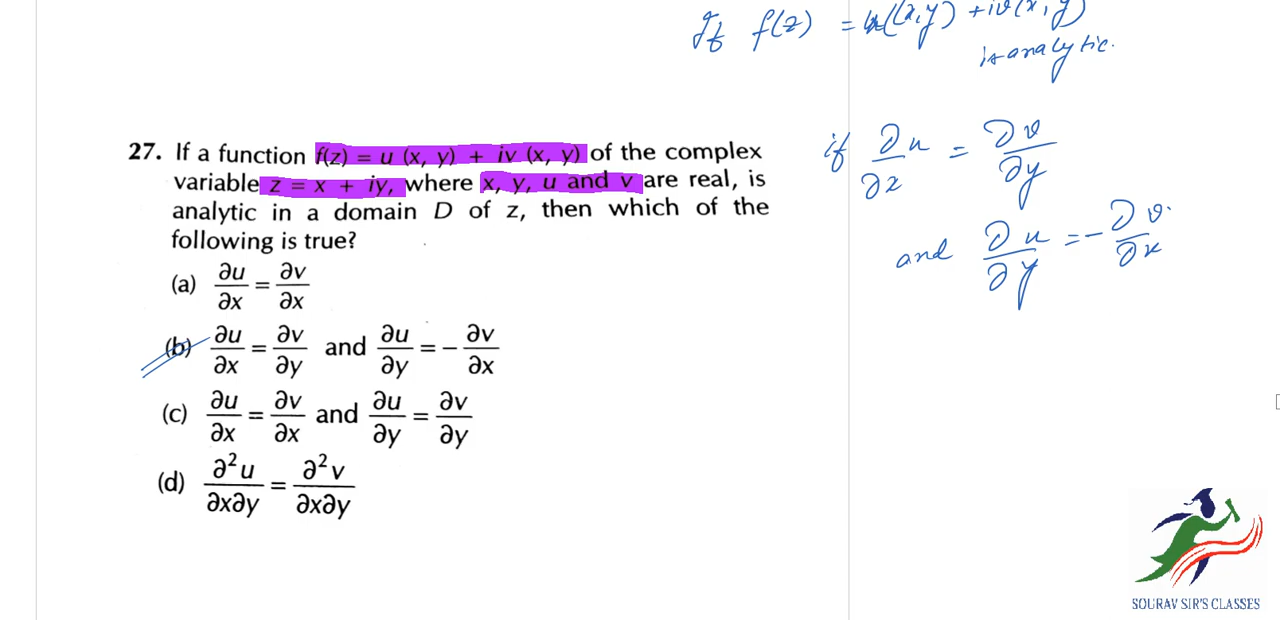 If f(z) = u(x,y) + iv(x,y)
is analytic.
27. If a function f(z) = u (x, y) + iv (x, y) of the complex
variable z = x + iy, where x, y, u and v are real, is
analytic in a domain D of z, then which of the
following is true?
(a) ∂u/∂x = ∂v/∂x
(b) ∂u/∂x = ∂v/∂y and ∂u/∂y = - ∂v/∂x
(c) ∂u/∂x = ∂v/∂x and ∂u/∂y = ∂v/∂y
(d) ∂²u/∂x∂y = ∂²v/∂x∂y
if ∂u/∂x = ∂v/∂y
and ∂u/∂y = - ∂v/∂x
SOURAV SIR'S CLASSES